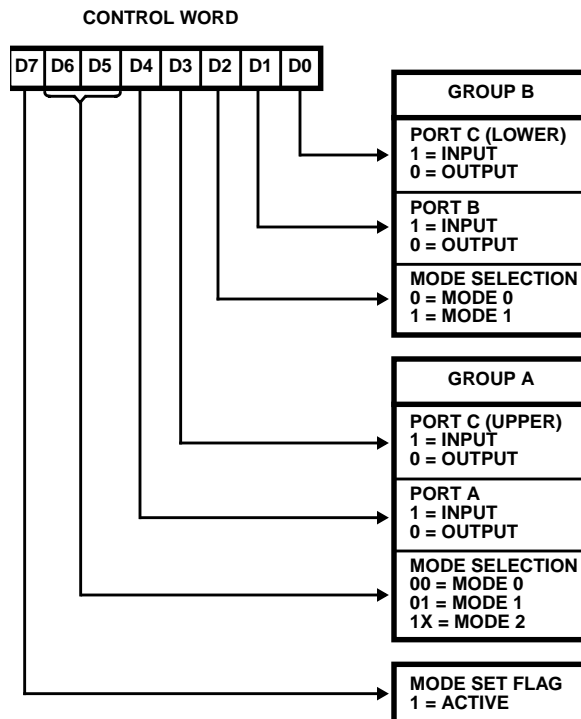 CONTROL WORD
D7 D6 D5 D4 D3 D2 D1 D0
GROUP B
PORT C (LOWER)
1 = INPUT
0 = OUTPUT
PORT B
1 = INPUT
0 = OUTPUT
MODE SELECTION
0 = MODE 0
1 = MODE 1
GROUP A
PORT C (UPPER)
1 = INPUT
0 = OUTPUT
PORT A
1 = INPUT
0 = OUTPUT
MODE SELECTION
00 = MODE 0
01 = MODE 1
1X = MODE 2
MODE SET FLAG
1 = ACTIVE